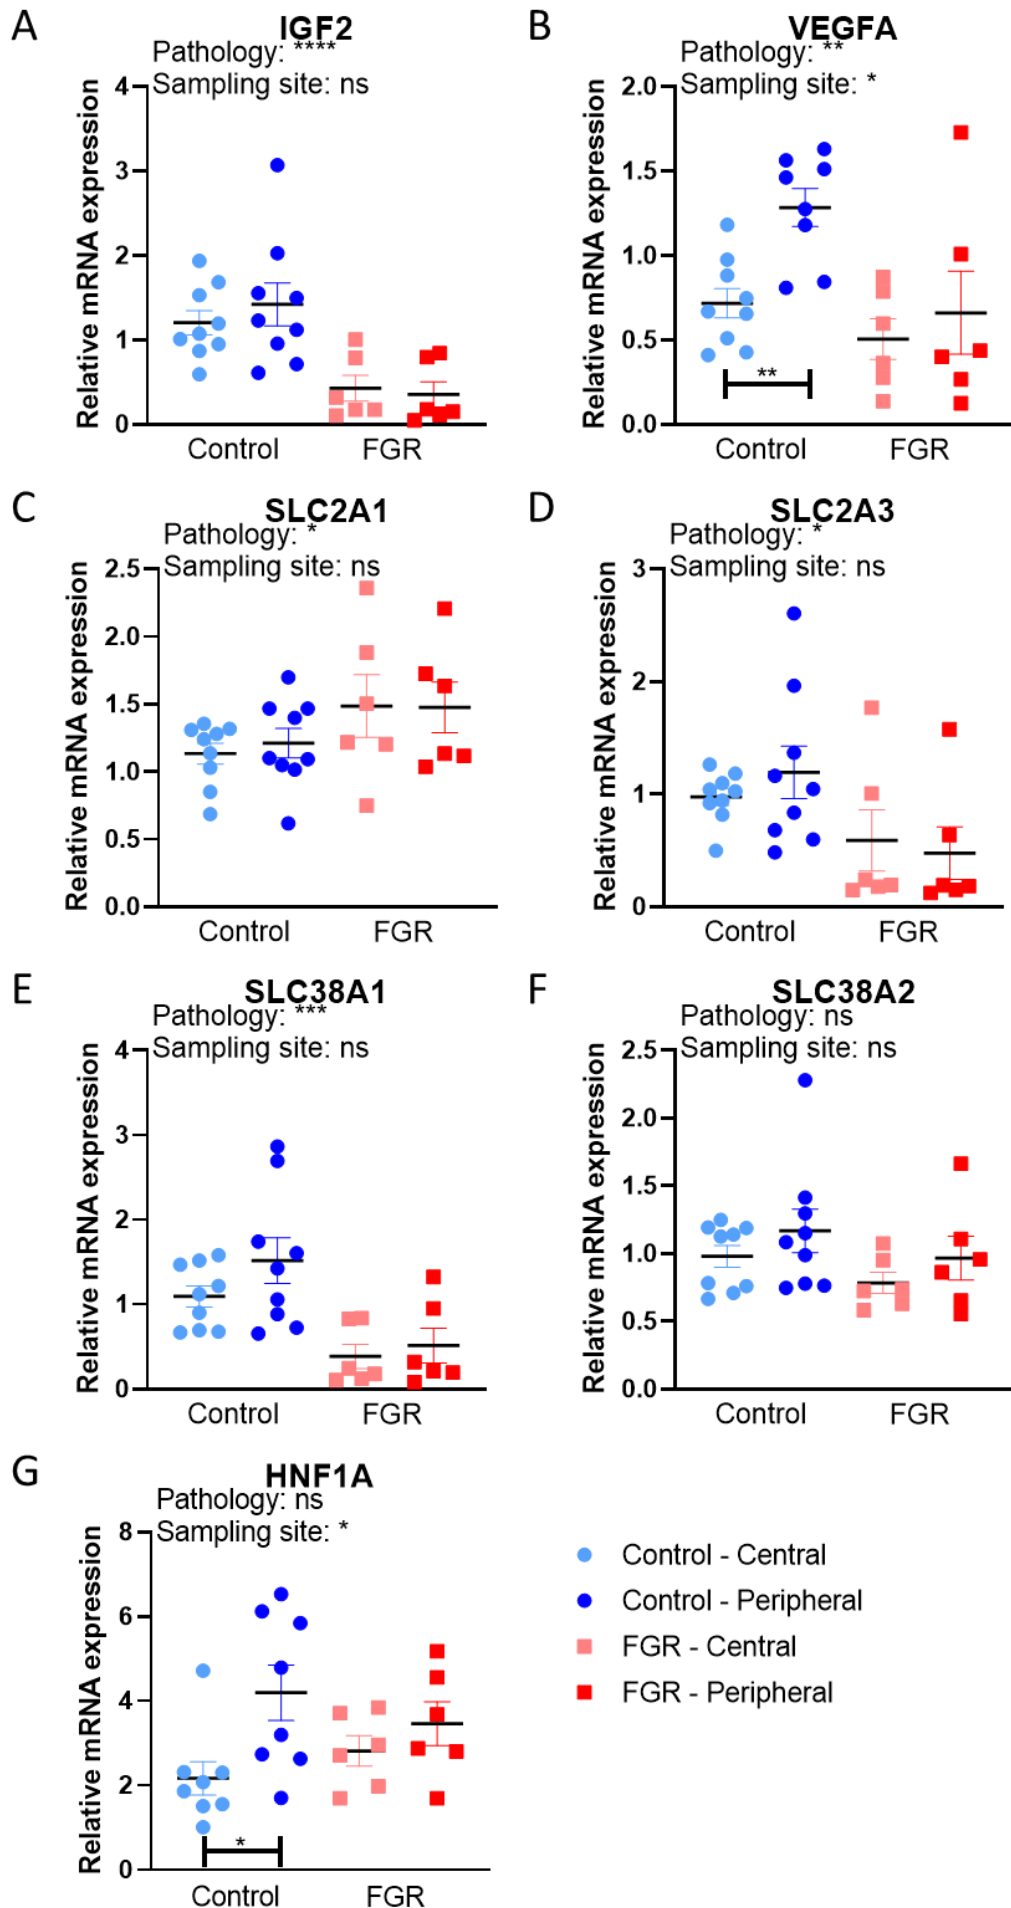 A
IGF2
Pathology: ****
Sampling site: ns
Relative mRNA expression
4
3
2
1
0
Control
FGR
B
VEGFA
Pathology: **
Sampling site: *
Relative mRNA expression
2.0
1.5
1.0
0.5
0.0
**
Control
FGR
C
SLC2A1
Pathology: *
Sampling site: ns
Relative mRNA expression
2.5
2.0
1.5
1.0
0.5
0.0
Control
FGR
D
SLC2A3
Pathology: *
Sampling site: ns
Relative mRNA expression
3
2
1
0
Control
FGR
E
SLC38A1
Pathology: ***
Sampling site: ns
Relative mRNA expression
4
3
2
1
0
Control
FGR
F
SLC38A2
Pathology: ns
Sampling site: ns
Relative mRNA expression
2.5
2.0
1.5
1.0
0.5
0.0
Control
FGR
G
HNF1A
Pathology: ns
Sampling site: *
Relative mRNA expression
8
6
4
2
0
*
Control
FGR
Control - Central
Control - Peripheral
FGR - Central
FGR - Peripheral